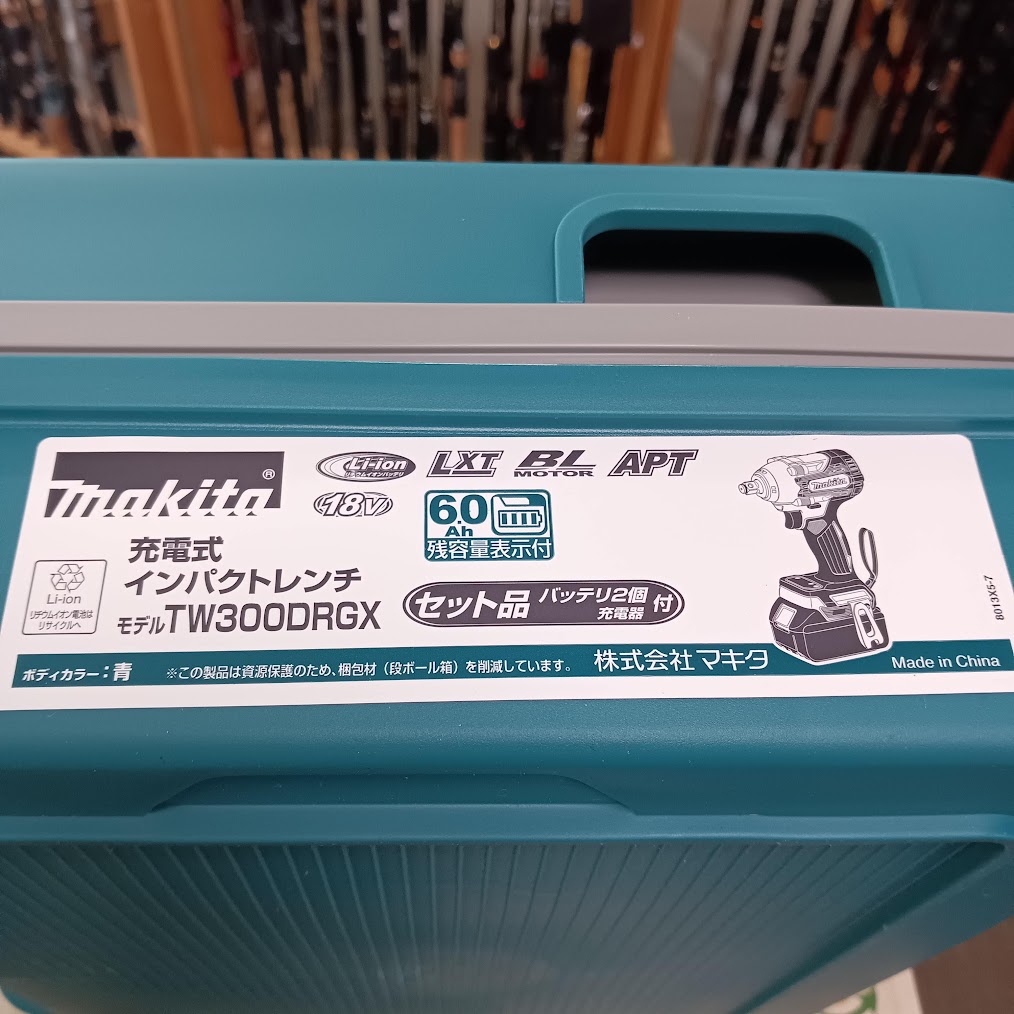 makita®
Li-ion
リチウムイオンバッテリ
LXT
BL
MOTOR
APT
18V
6.0
Ah
残容量表示付
充電式
インパクトレンチ
モデルTW300DRGX
セット品 バッテリ2個
充電器 付
Li-ion
リチウムイオン電池は
リサイクルへ
makita
8013X5-7
ボディカラー：青
※この製品は資源保護のため、梱包材（段ボール箱）を削減しています。
株式会社マキタ
Made in China